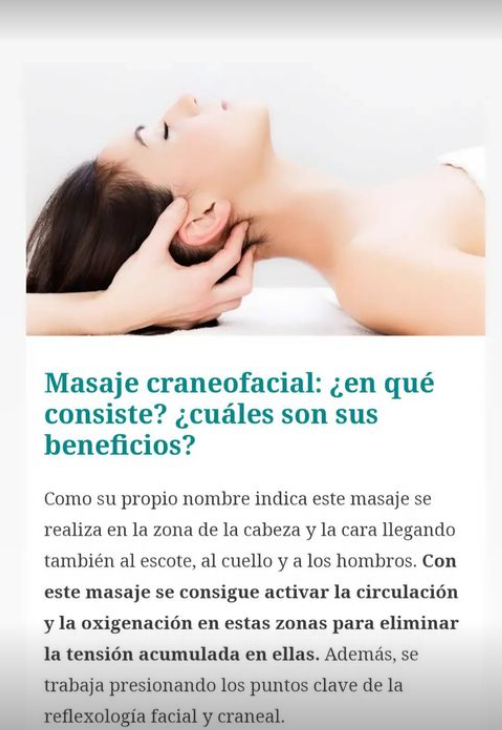 Masaje craneofacial: ¿en qué
consiste? ¿cuáles son sus
beneficios?
Como su propio nombre indica este masaje se
realiza en la zona de la cabeza y la cara llegando
también al escote, al cuello y a los hombros. Con
este masaje se consigue activar la circulación
y la oxigenación en estas zonas para eliminar
la tensión acumulada en ellas. Además, se
trabaja presionando los puntos clave de la
reflexología facial y craneal.